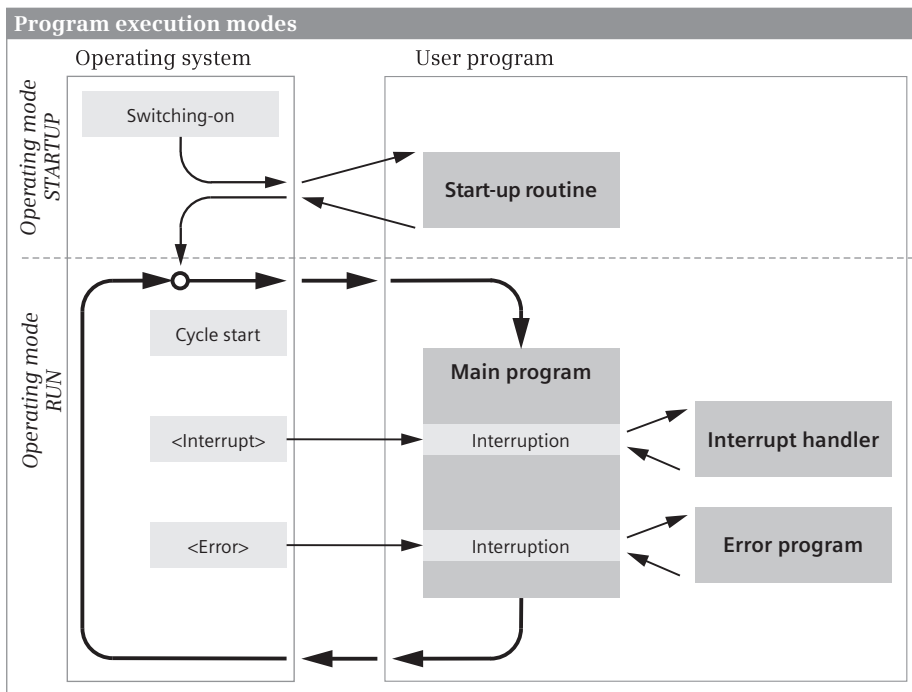 Program execution modes
Operating system
User program
Operating mode
STARTUP
Switching-on
Start-up routine
Operating mode
RUN
Cycle start
Main program
<Interrupt>
Interruption
Interrupt handler
<Error>
Interruption
Error program